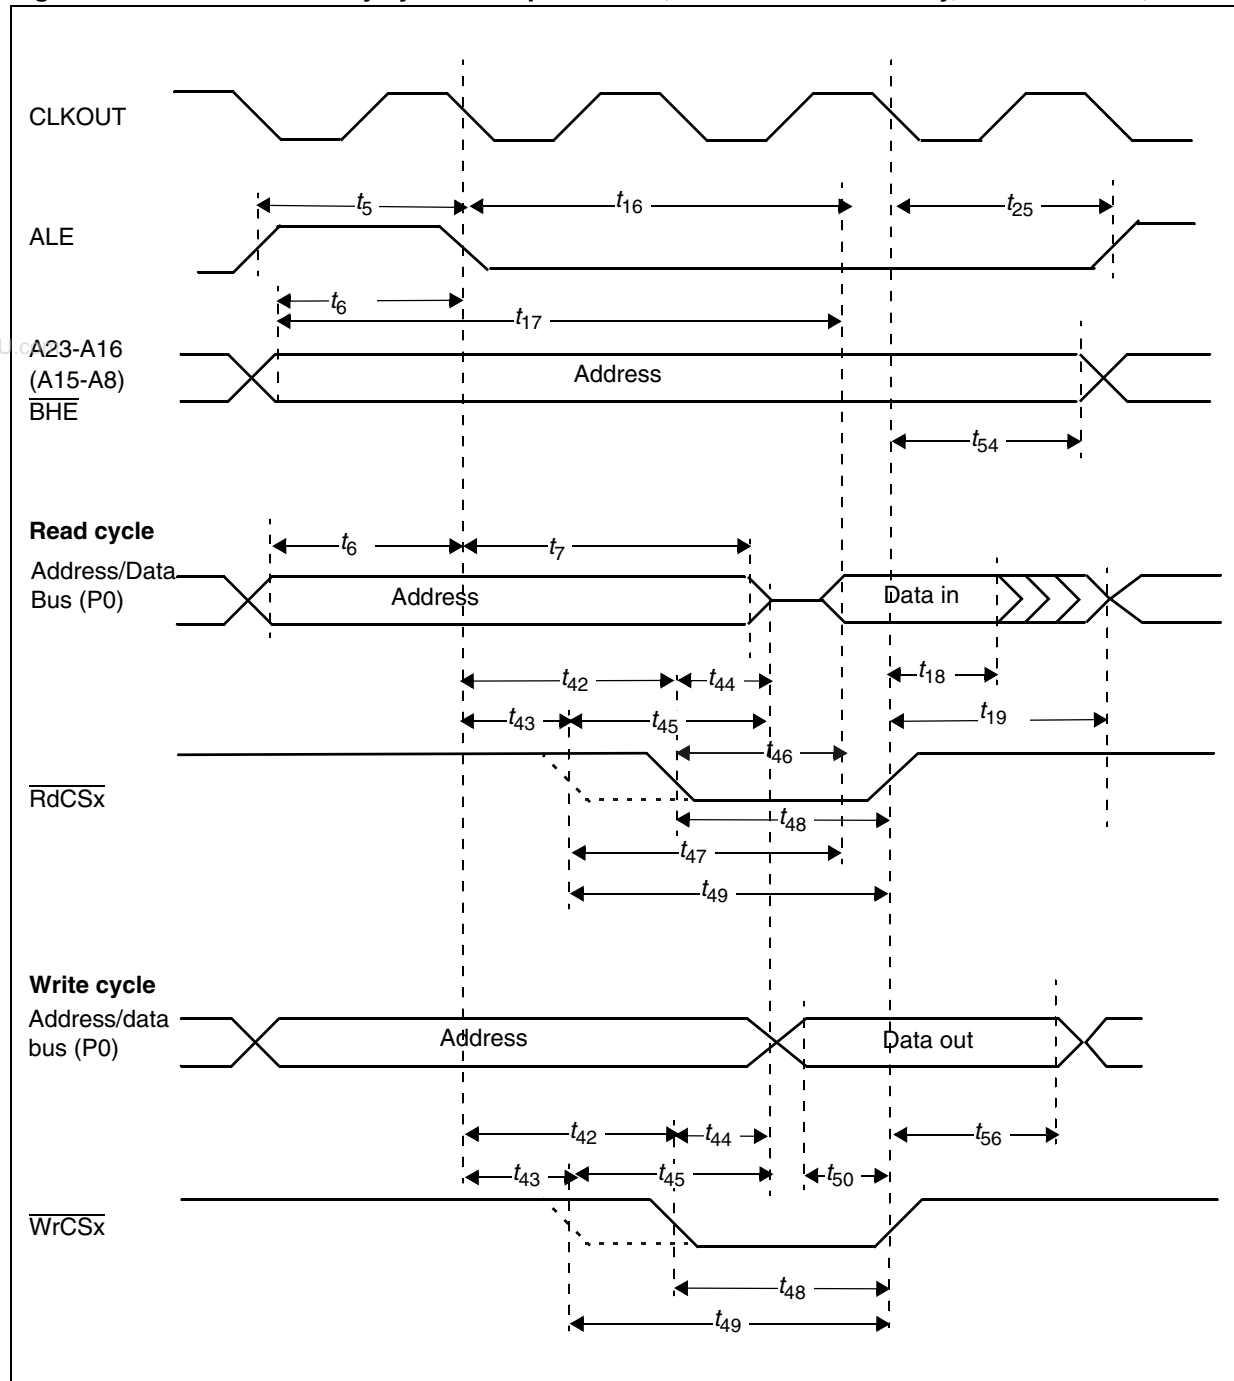 CLKOUT
t5
t16
t25
ALE
t6
t17
A23-A16
(A15-A8)
BHE
Address
t54
Read cycle
t6
t7
Address/Data
Bus (P0)
Address
Data in
t42
t44
t18
t43
t45
t19
t46
RdCSx
t48
t47
t49
Write cycle
Address/data
bus (P0)
Address
Data out
t42
t44
t56
t43
t45
t50
WrCSx
t48
t49